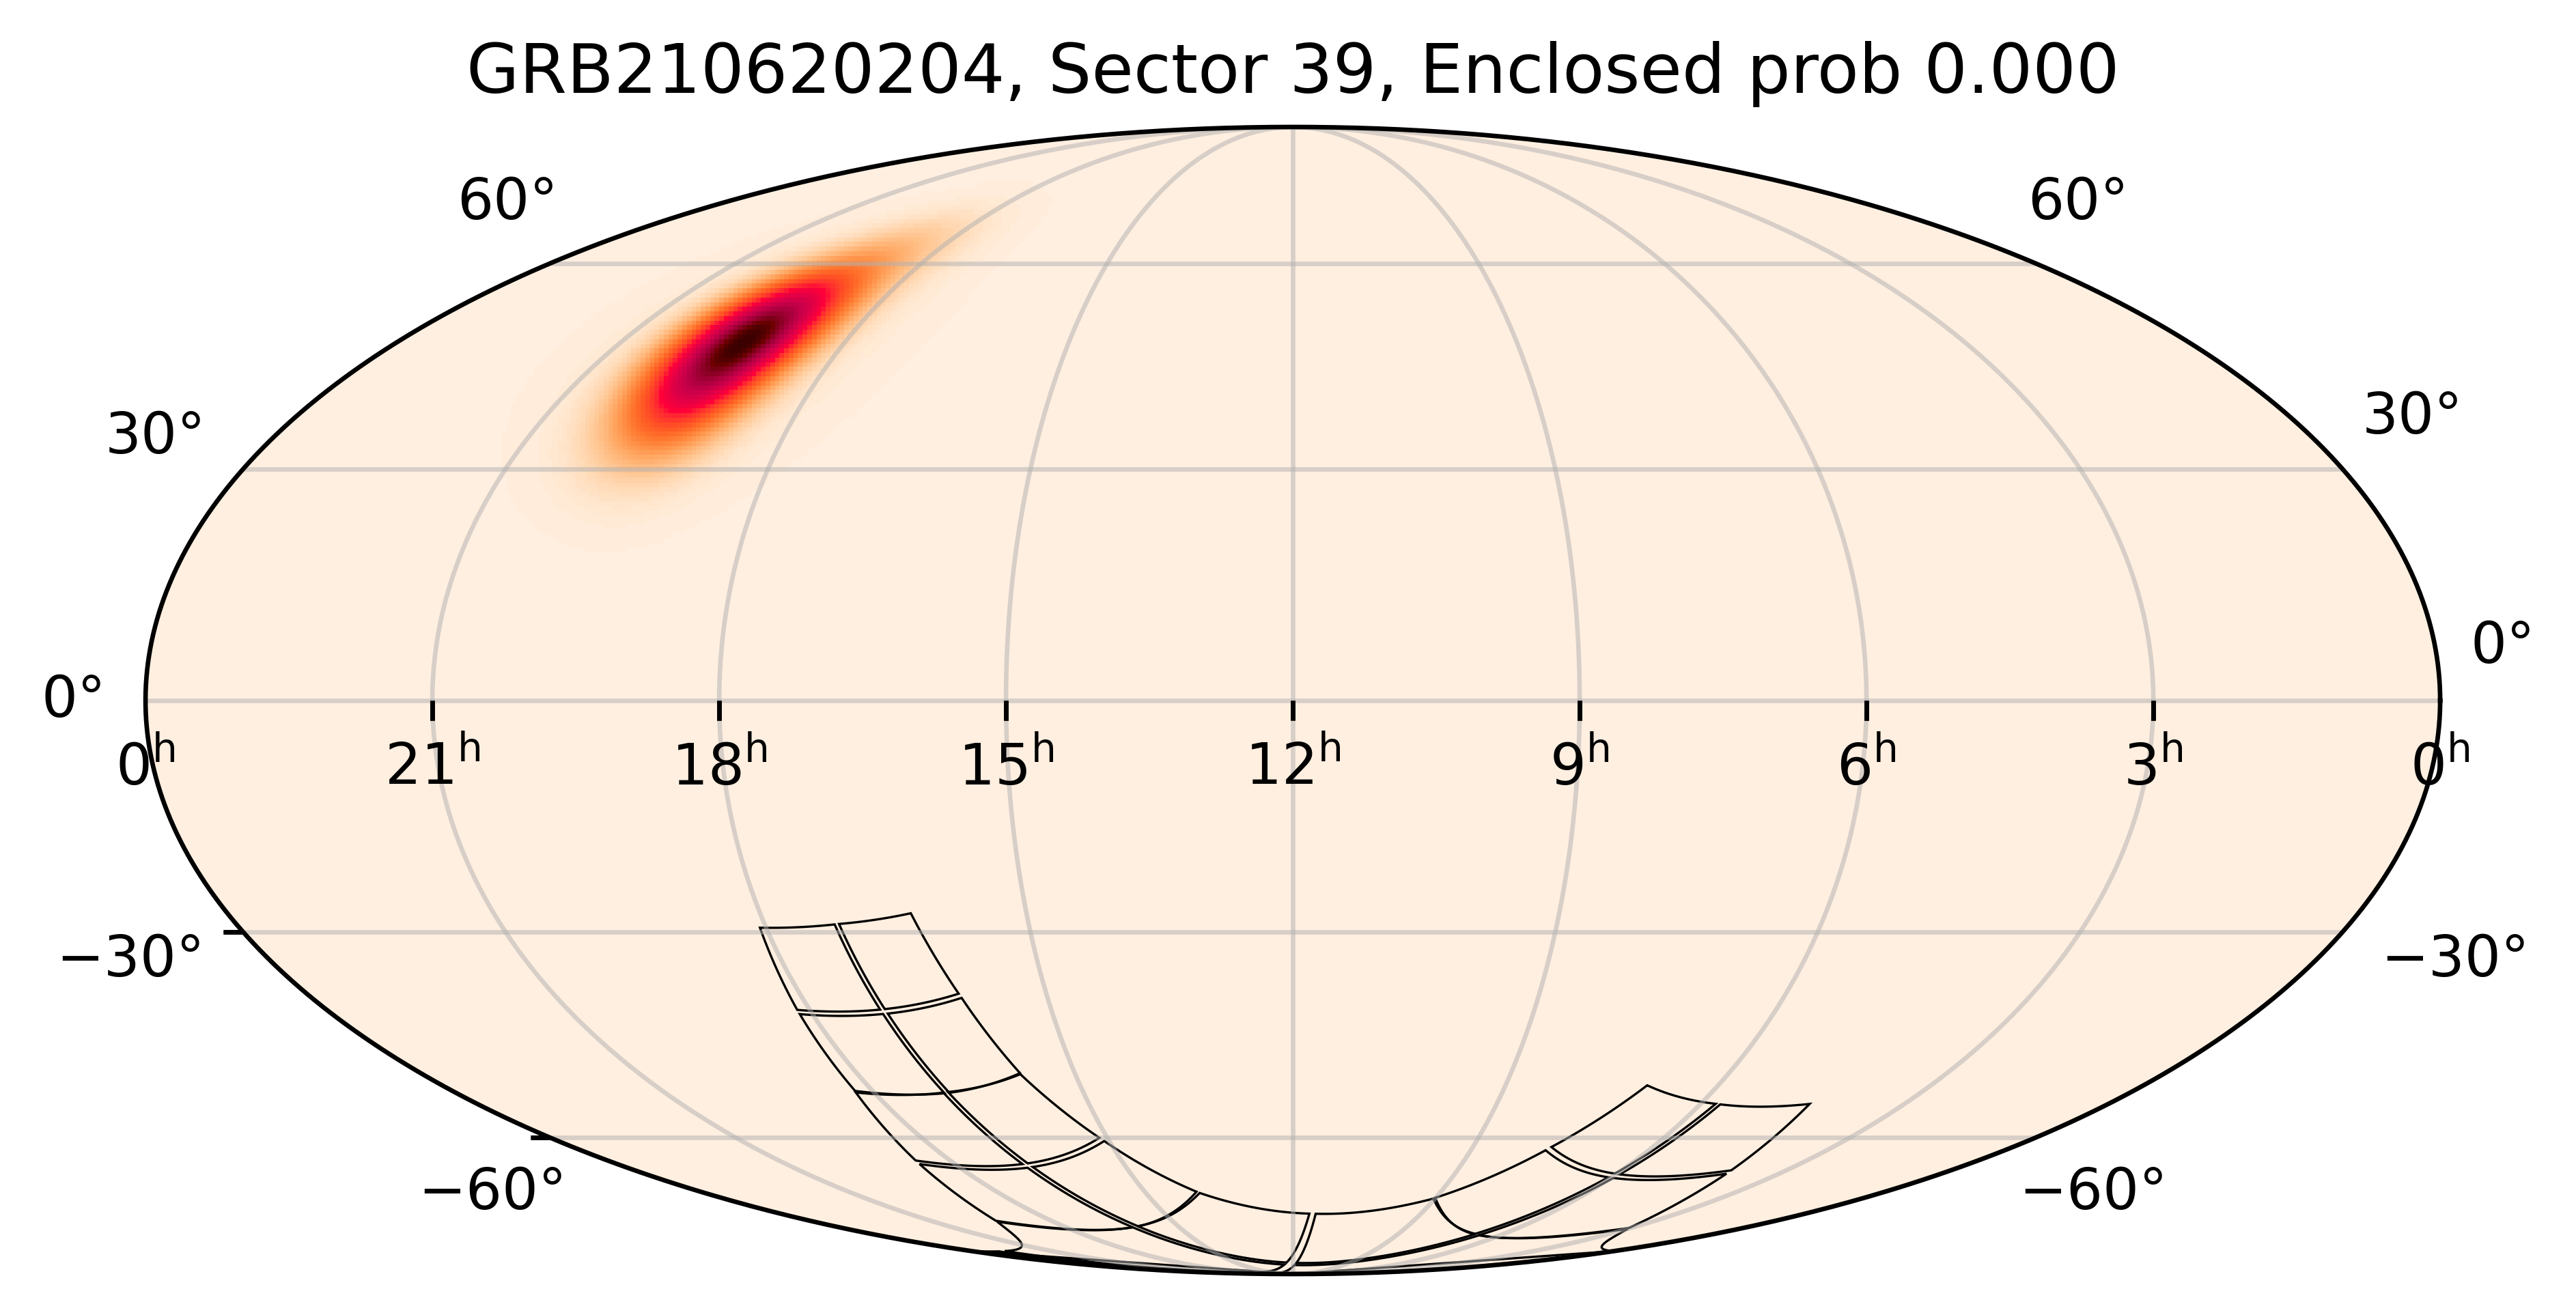 GRB210620204, Sector 39, Enclosed prob 0.000
60° 60°
30° 30°
0° 0°
0ʰ 21ʰ 18ʰ 15ʰ 12ʰ 9ʰ 6ʰ 3ʰ 0ʰ
−30° −30°
−60° −60°